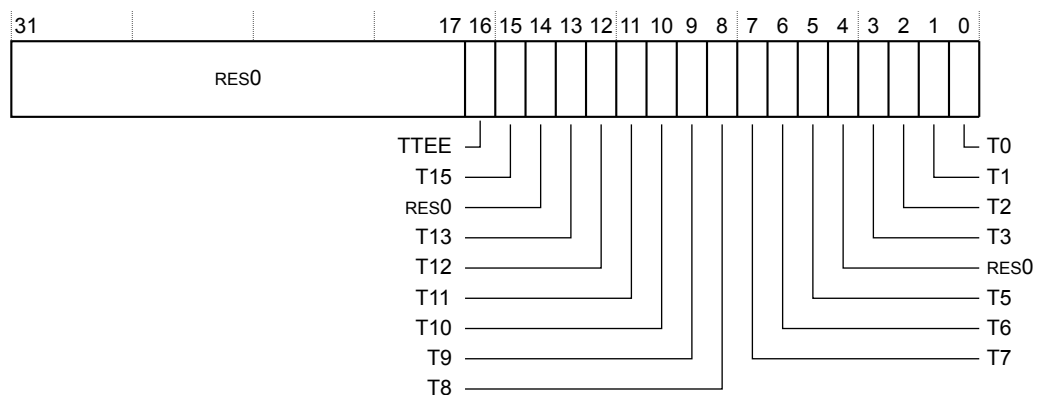 31 17 16 15 14 13 12 11 10 9 8 7 6 5 4 3 2 1 0
RES0
TTEE T0
T15 T1
RES0 T2
T13 T3
T12 RES0
T11 T5
T10 T6
T9 T7
T8